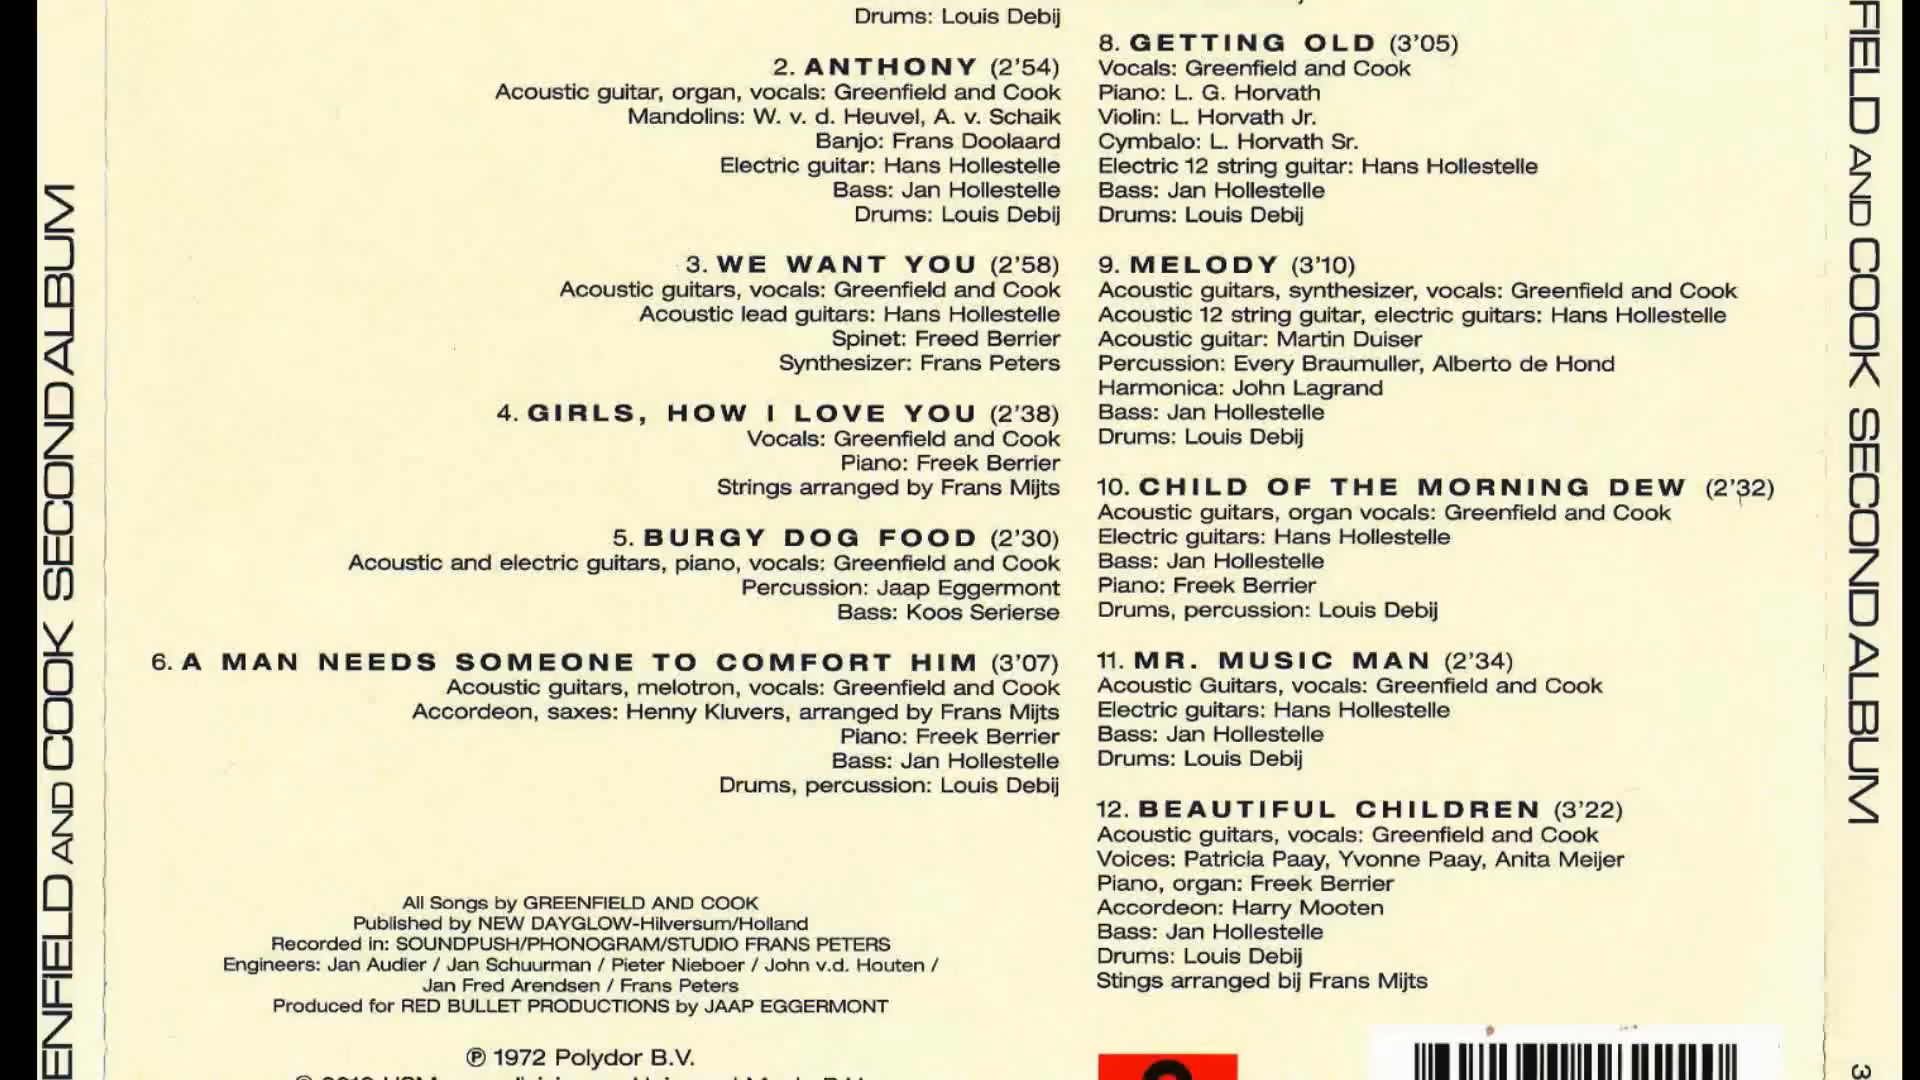 Drums: Louis Debij
2. ANTHONY (2'54)
Acoustic guitar, organ, vocals: Greenfield and Cook
Mandolins: W. v. d. Heuvel, A. v. Schaik
Banjo: Frans Doolaard
Electric guitar: Hans Hollestelle
Bass: Jan Hollestelle
Drums: Louis Debij
3. WE WANT YOU (2'58)
Acoustic guitars, vocals: Greenfield and Cook
Acoustic lead guitars: Hans Hollestelle
Spinet: Freed Berrier
Synthesizer: Frans Peters
4. GIRLS, HOW I LOVE YOU (2'38)
Vocals: Greenfield and Cook
Piano: Freek Berrier
Strings arranged by Frans Mijts
5. BURGY DOG FOOD (2'30)
Acoustic and electric guitars, piano, vocals: Greenfield and Cook
Percussion: Jaap Eggermont
Bass: Koos Serierse
6. A MAN NEEDS SOMEONE TO COMFORT HIM (3'07)
Acoustic guitars, melotron, vocals: Greenfield and Cook
Accordeon, saxes: Henny Kluvers, arranged by Frans Mijts
Piano: Freek Berrier
Bass: Jan Hollestelle
Drums, percussion: Louis Debij
All Songs by GREENFIELD AND COOK
Published by NEW DAYGLOW-Hilversum/Holland
Recorded in: SOUNDPUSH/PHONOGRAM/STUDIO FRANS PETERS
Engineers: Jan Audier / Jan Schuurman / Pieter Nieboer / John v.d. Houten /
Jan Fred Arendsen / Frans Peters
Produced for RED BULLET PRODUCTIONS by JAAP EGGERMONT
℗ 1972 Polydor B.V.
8. GETTING OLD (3'05)
Vocals: Greenfield and Cook
Piano: L. G. Horvath
Violin: L. Horvath Jr.
Cymbalo: L. Horvath Sr.
Electric 12 string guitar: Hans Hollestelle
Bass: Jan Hollestelle
Drums: Louis Debij
9. MELODY (3'10)
Acoustic guitars, synthesizer, vocals: Greenfield and Cook
Acoustic 12 string guitar, electric guitars: Hans Hollestelle
Acoustic guitar: Martin Duiser
Percussion: Every Braumuller, Alberto de Hond
Harmonica: John Lagrand
Bass: Jan Hollestelle
Drums: Louis Debij
10. CHILD OF THE MORNING DEW (2'32)
Acoustic guitars, organ vocals: Greenfield and Cook
Electric guitars: Hans Hollestelle
Bass: Jan Hollestelle
Piano: Freek Berrier
Drums, percussion: Louis Debij
11. MR. MUSIC MAN (2'34)
Acoustic Guitars, vocals: Greenfield and Cook
Electric guitars: Hans Hollestelle
Bass: Jan Hollestelle
Drums: Louis Debij
12. BEAUTIFUL CHILDREN (3'22)
Acoustic guitars, vocals: Greenfield and Cook
Voices: Patricia Paay, Yvonne Paay, Anita Meijer
Piano, organ: Freek Berrier
Accordeon: Harry Mooten
Bass: Jan Hollestelle
Drums: Louis Debij
Stings arranged bij Frans Mijts
ENFIELD AND COOK SECOND ALBUM
FIELD AND COOK SECOND ALBUM
3